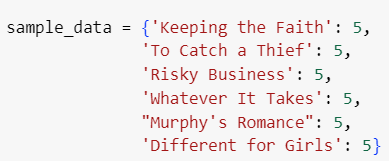 sample_data = {'Keeping the Faith': 5,
'To Catch a Thief': 5,
'Risky Business': 5,
'Whatever It Takes': 5,
"Murphy's Romance": 5,
'Different for Girls': 5}